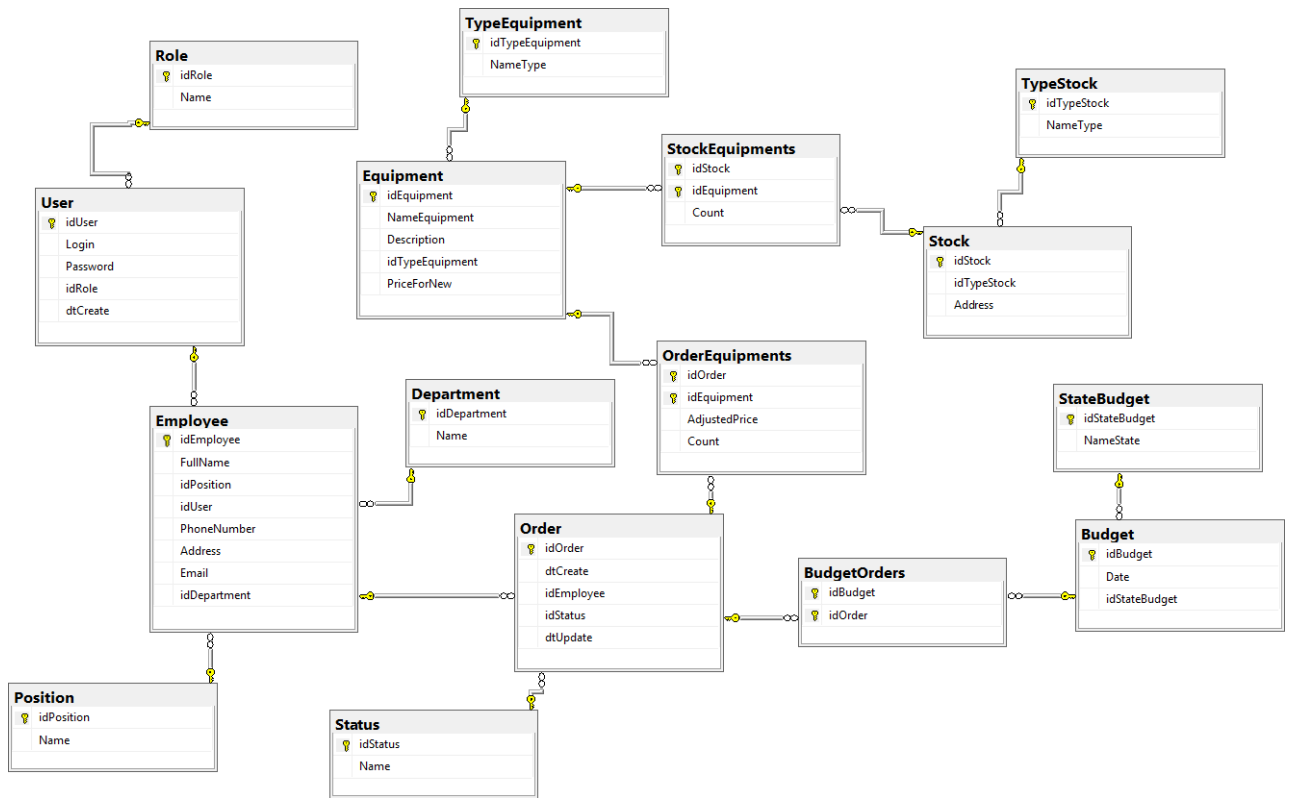 TypeEquipment
idTypeEquipment
NameType
Role
idRole
Name
TypeStock
idTypeStock
NameType
StockEquipments
idStock
idEquipment
Count
Equipment
idEquipment
NameEquipment
Description
idTypeEquipment
PriceForNew
User
idUser
Login
Password
idRole
dtCreate
Stock
idStock
idTypeStock
Address
OrderEquipments
idOrder
idEquipment
AdjustedPrice
Count
Department
idDepartment
Name
StateBudget
idStateBudget
NameState
Employee
idEmployee
FullName
idPosition
idUser
PhoneNumber
Address
Email
idDepartment
Order
idOrder
dtCreate
idEmployee
idStatus
dtUpdate
Budget
idBudget
Date
idStateBudget
BudgetOrders
idBudget
idOrder
Position
idPosition
Name
Status
idStatus
Name